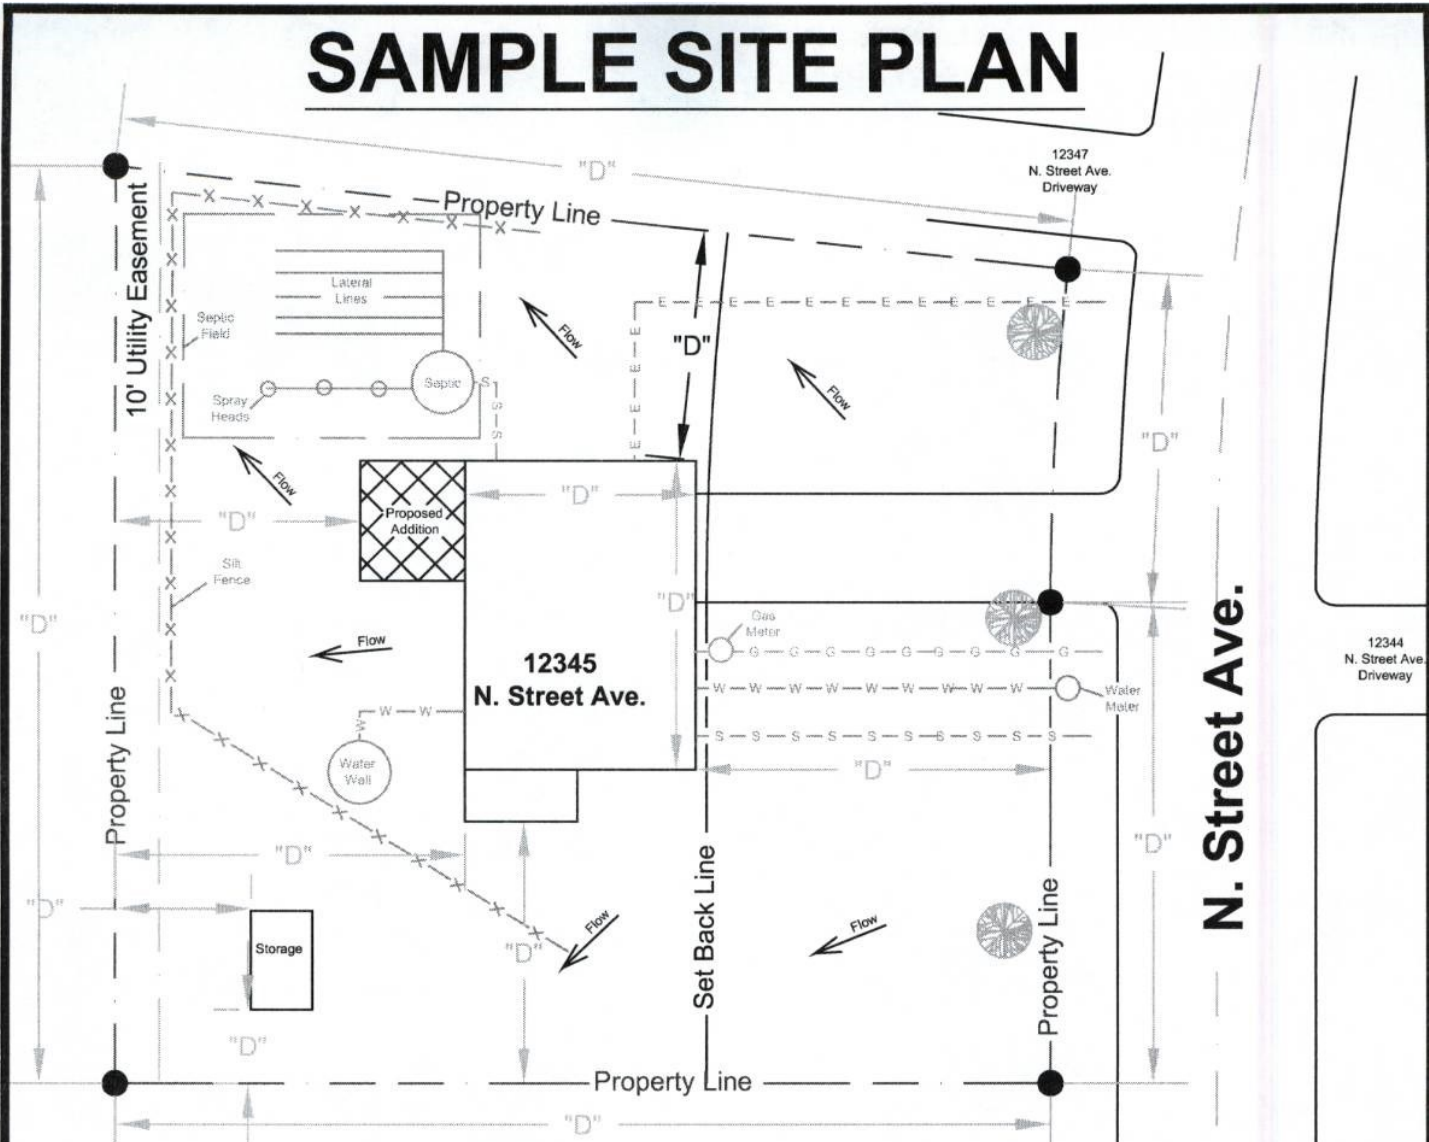 SAMPLE SITE PLAN
12347
N. Street Ave.
Driveway
"D"
Property Line
10' Utility Easement
Lateral
Lines
Septic
Field
Flow
"D"
E E E E E E E E E E E E
E
E
E
E
Septic
S
S
S
Spray
Heads
Flow
"D"
Flow
Proposed
Addition
"D"
"D"
Silt
Fence
"D"
"D"
Gas
Meter
G G G G G G G G G
12344
N. Street Ave.
Driveway
Flow
12345
N. Street Ave.
W W W W W W W W W
Water
Meter
W W
W
S S S S S S S S S S
Water
Wall
"D"
Property Line
N. Street Ave.
"D"
"D"
"D"
Set Back Line
Property Line
Storage
Flow
Flow
"D"
"D"
Property Line
"D"
X X X X X X X
X
X
X
X
X
X
X
X
X
X
X
X X X X X X X X X X